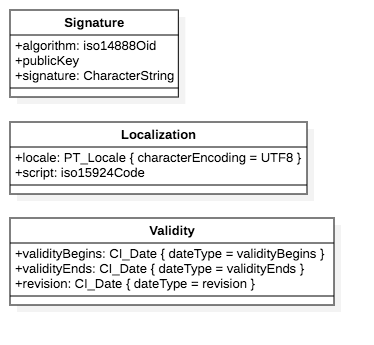 Signature
+algorithm: iso14888Oid
+publicKey
+signature: CharacterString
Localization
+locale: PT_Locale { characterEncoding = UTF8 }
+script: iso15924Code
Validity
+validityBegins: CI_Date { dateType = validityBegins }
+validityEnds: CI_Date { dateType = validityEnds }
+revision: CI_Date { dateType = revision }